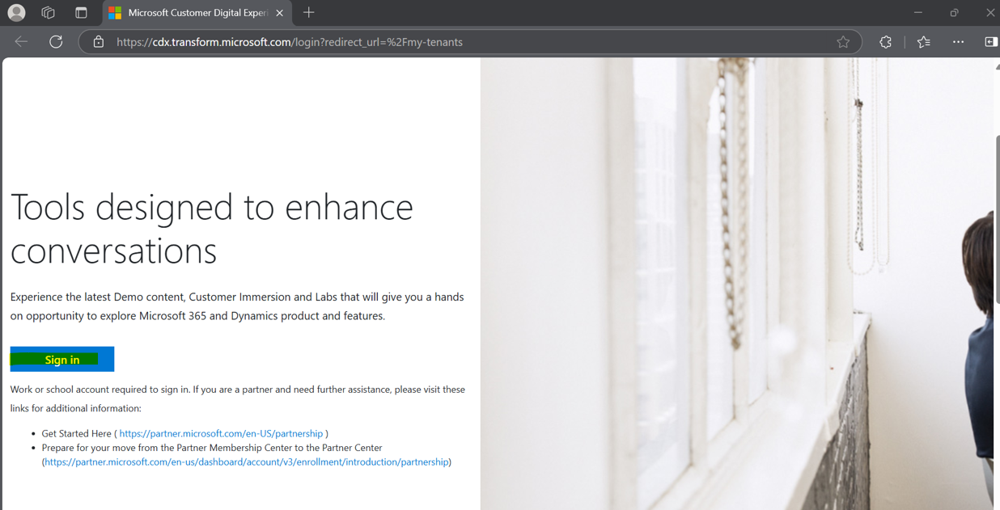 Microsoft Customer Digital Experi
https://cdx.transform.microsoft.com/login?redirect_url=%2Fmy-tenants
Tools designed to enhance
conversations
Experience the latest Demo content, Customer Immersion and Labs that will give you a hands
on opportunity to explore Microsoft 365 and Dynamics product and features.
Sign in
Work or school account required to sign in. If you are a partner and need further assistance, please visit these
links for additional information:
• Get Started Here ( https://partner.microsoft.com/en-US/partnership )
• Prepare for your move from the Partner Membership Center to the Partner Center
(https://partner.microsoft.com/en-us/dashboard/account/v3/enrollment/introduction/partnership)